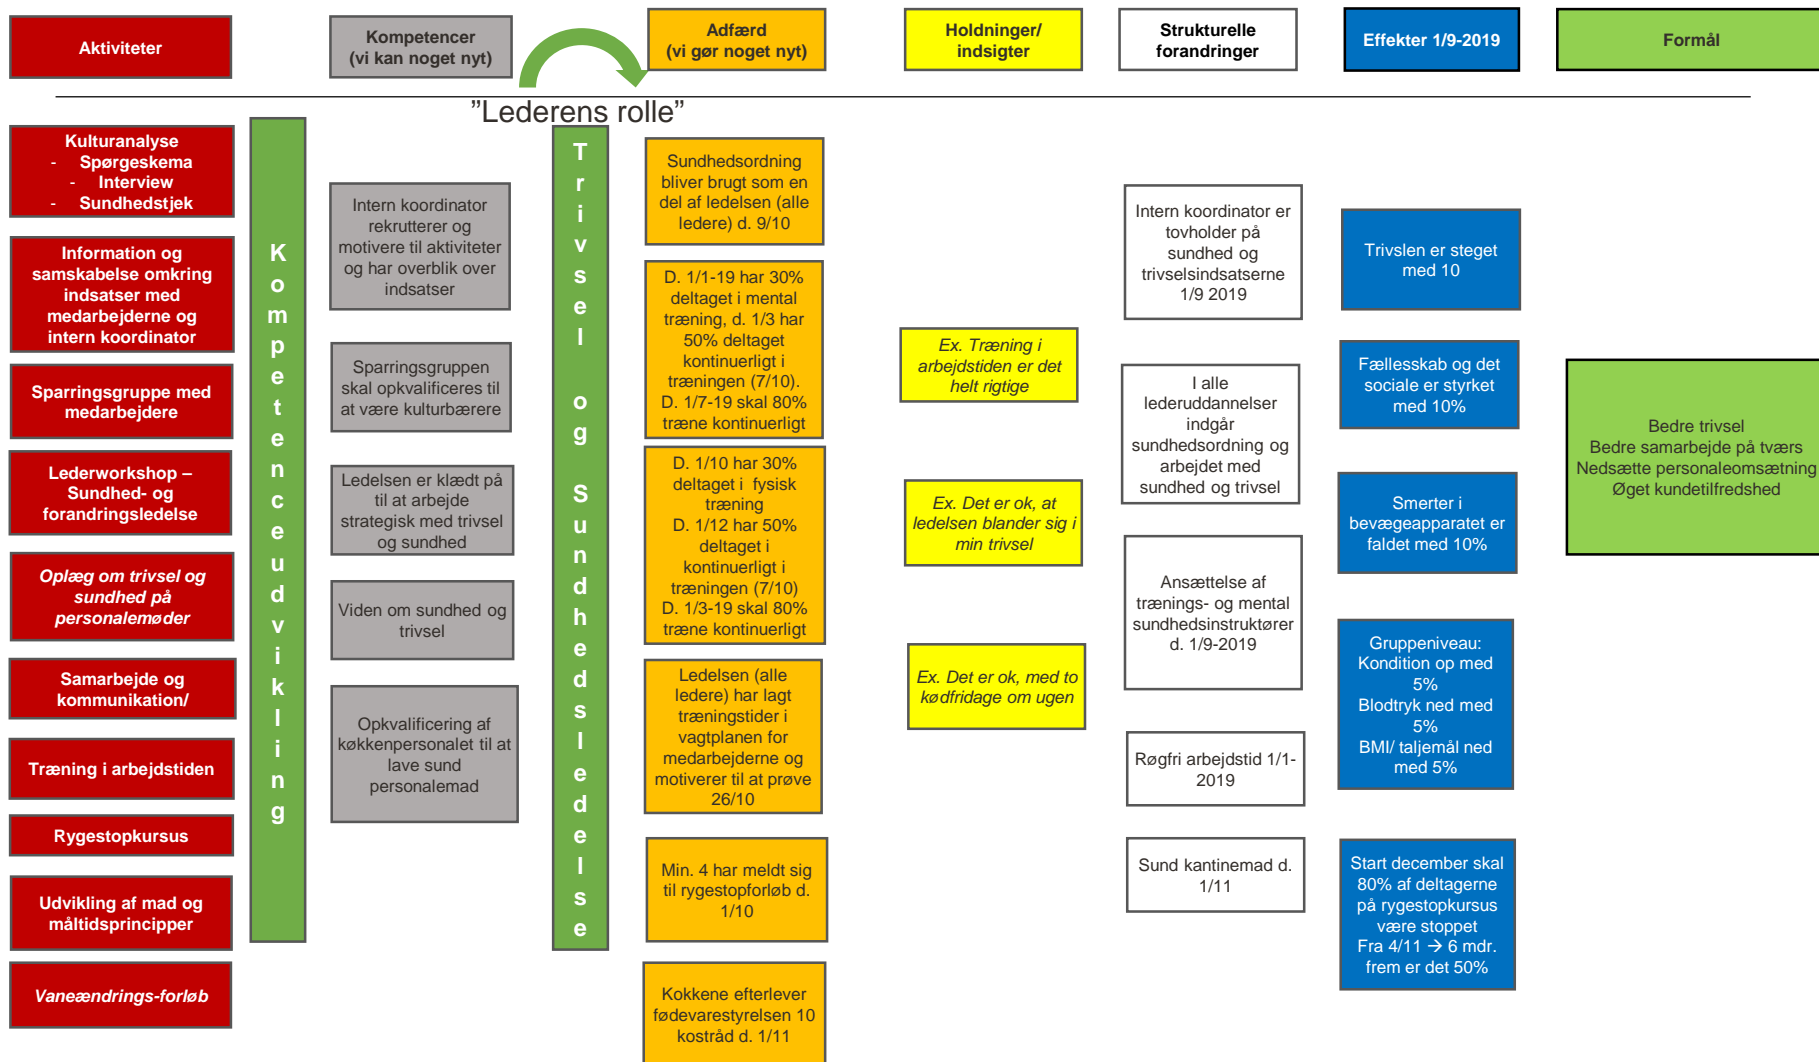 Aktiviteter
Kompetencer
(vi kan noget nyt)
Adfærd
(vi gør noget nyt)
Holdninger/
indsigter
Strukturelle
forandringer
Effekter 1/9-2019
Formål
”Lederens rolle”
Kulturanalyse
- Spørgeskema
- Interview
- Sundhedstjek
Information og
samskabelse omkring
indsatser med
medarbejderne og
intern koordinator
Sparringsgruppe med
medarbejdere
Lederworkshop –
Sundhed- og
forandringsledelse
Oplæg om trivsel og
sundhed på
personalemøder
Samarbejde og
kommunikation/
Træning i arbejdstiden
Rygestopkursus
Udvikling af mad og
måltidsprincipper
Vaneændrings-forløb
Kompetenceudvikling
Intern koordinator
rekrutterer og
motivere til aktiviteter
og har overblik over
indsatser
Sparringsgruppen
skal opkvalificeres til
at være kulturbærere
Ledelsen er klædt på
til at arbejde
strategisk med trivsel
og sundhed
Viden om sundhed og
trivsel
Opkvalificering af
køkkenpersonalet til at
lave sund
personalemad
Trivsel og Sundhedsledelse
Sundhedsordning
bliver brugt som en
del af ledelsen (alle
ledere) d. 9/10
D. 1/1-19 har 30%
deltaget i mental
træning, d. 1/3 har
50% deltaget
kontinuerligt i
træningen (7/10).
D. 1/7-19 skal 80%
træne kontinuerligt
D. 1/10 har 30%
deltaget i fysisk
træning
D. 1/12 har 50%
deltaget i
kontinuerligt i
træningen (7/10)
D. 1/3-19 skal 80%
træne kontinuerligt
Ledelsen (alle
ledere) har lagt
træningstider i
vagtplanen for
medarbejderne og
motiverer til at prøve
26/10
Min. 4 har meldt sig
til rygestopforløb d.
1/10
Kokkene efterlever
fødevarestyrelsen 10
kostråd d. 1/11
Ex. Træning i
arbejdstiden er det
helt rigtige
Ex. Det er ok, at
ledelsen blander sig i
min trivsel
Ex. Det er ok, med to
kødfridage om ugen
Intern koordinator er
tovholder på
sundhed og
trivselsindsatserne
1/9 2019
I alle
lederuddannelser
indgår
sundhedsordning og
arbejdet med
sundhed og trivsel
Ansættelse af
trænings- og mental
sundhedsinstruktører
d. 1/9-2019
Røgfri arbejdstid 1/1-
2019
Sund kantinemad d.
1/11
Trivslen er steget
med 10
Fællesskab og det
sociale er styrket
med 10%
Smerter i
bevægeapparatet er
faldet med 10%
Gruppeniveau:
Kondition op med
5%
Blodtryk ned med
5%
BMI/ taljemål ned
med 5%
Start december skal
80% af deltagerne
på rygestopkursus
være stoppet
Fra 4/11 → 6 mdr.
frem er det 50%
Bedre trivsel
Bedre samarbejde på tværs
Nedsætte personaleomsætning
Øget kundetilfredshed